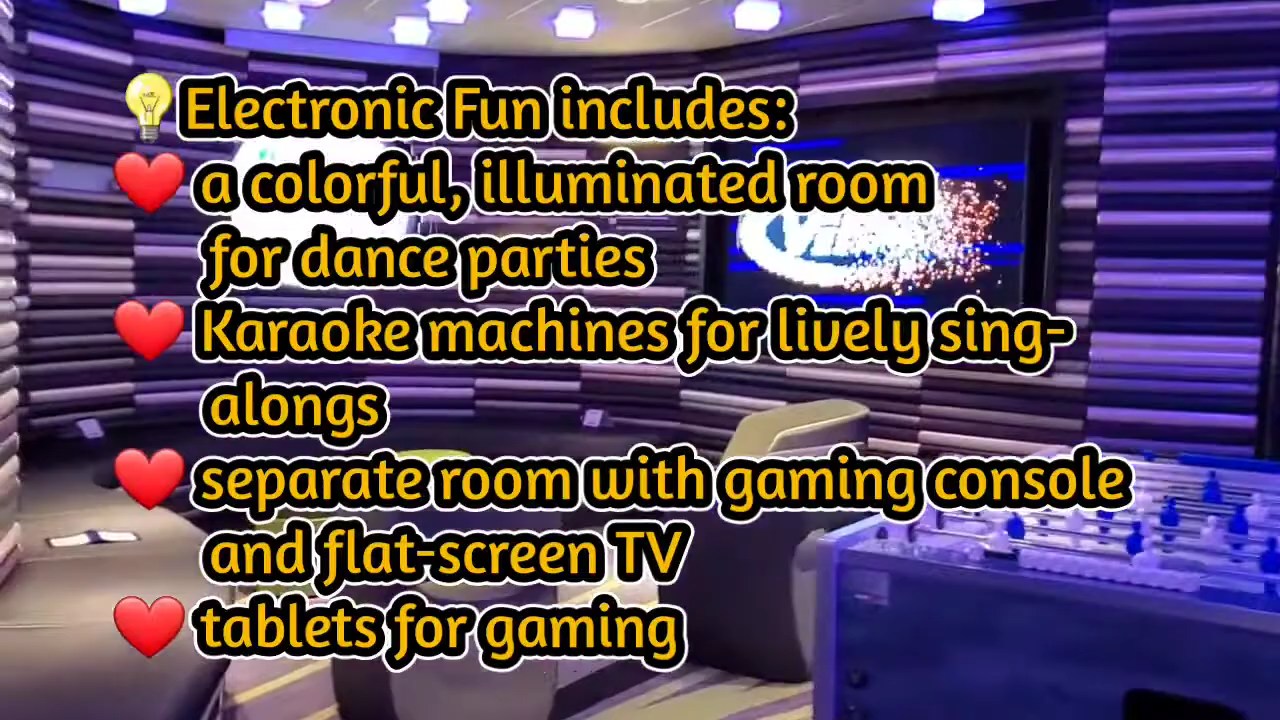 💡Electronic Fun includes:
❤️ a colorful, illuminated room
for dance parties
❤️ Karaoke machines for lively sing-
alongs
❤️ separate room with gaming console
and flat-screen TV
❤️ tablets for gaming